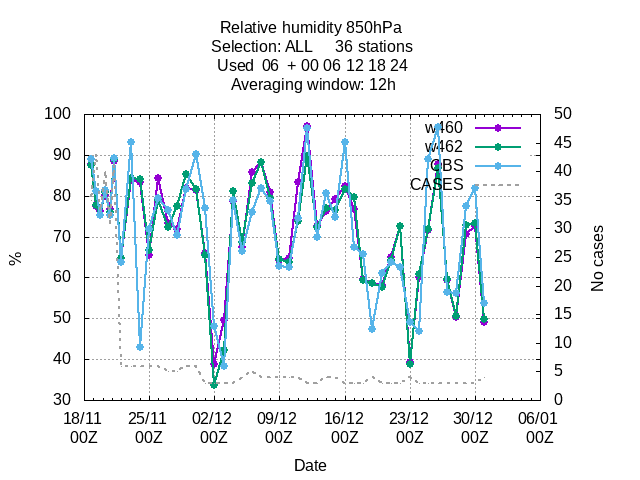 Relative humidity 850hPa
Selection: ALL     36 stations
Used  06  + 00 06 12 18 24
Averaging window: 12h
100
90
80
70
60
50
40
30
%
50
45
40
35
30
25
20
15
10
5
0
No cases
w460
w462
OBS
CASES
18/11 25/11 02/12 09/12 16/12 23/12 30/12 06/01
00Z 00Z 00Z 00Z 00Z 00Z 00Z 00Z
Date